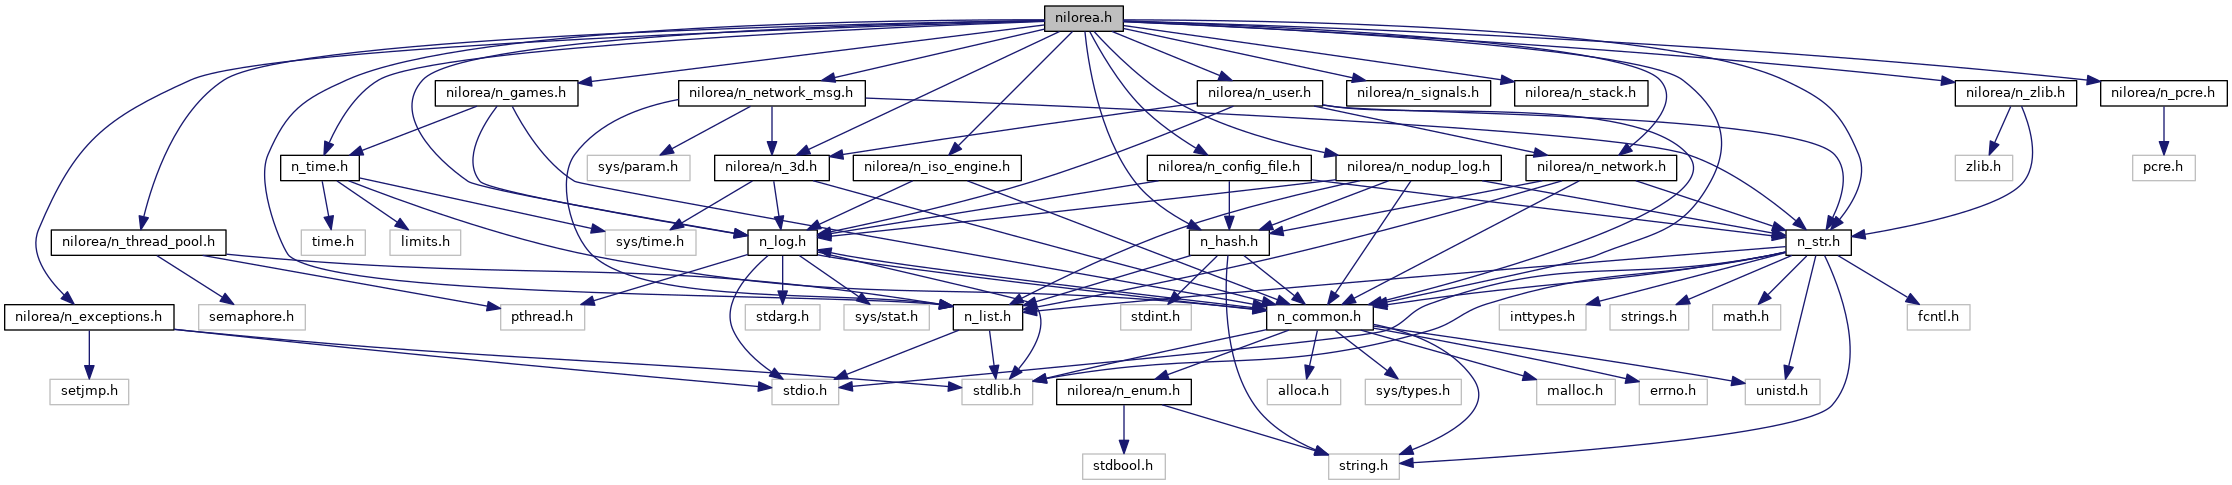 nilorea.h
nilorea/n_games.h
nilorea/n_network_msg.h
nilorea/n_user.h
nilorea/n_signals.h
nilorea/n_stack.h
nilorea/n_zlib.h
nilorea/n_pcre.h
n_time.h
sys/param.h
nilorea/n_3d.h
nilorea/n_iso_engine.h
nilorea/n_config_file.h
nilorea/n_nodup_log.h
nilorea/n_network.h
zlib.h
pcre.h
nilorea/n_thread_pool.h
time.h
limits.h
sys/time.h
n_log.h
n_hash.h
n_str.h
nilorea/n_exceptions.h
semaphore.h
pthread.h
stdarg.h
sys/stat.h
n_list.h
stdint.h
n_common.h
inttypes.h
strings.h
math.h
fcntl.h
setjmp.h
stdio.h
stdlib.h
nilorea/n_enum.h
alloca.h
sys/types.h
malloc.h
errno.h
unistd.h
stdbool.h
string.h